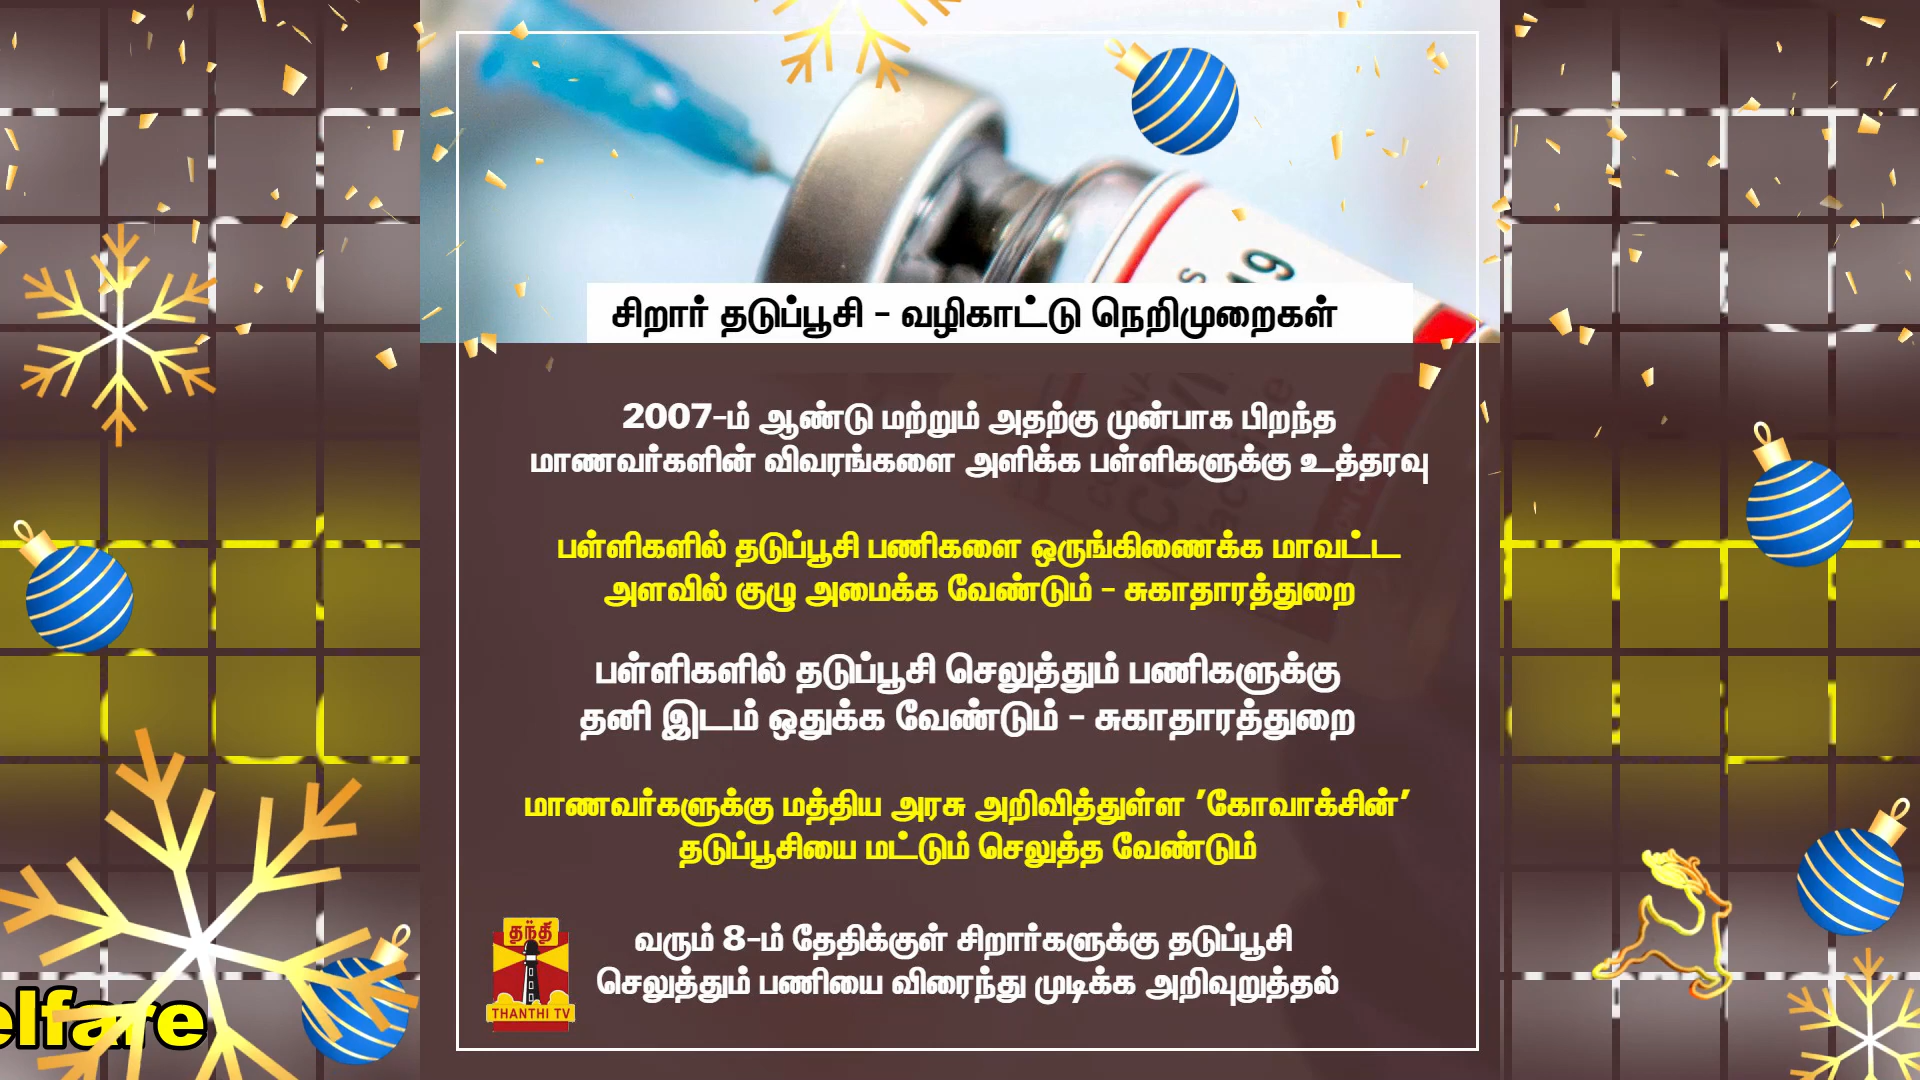 19
சிறார் தடுப்பூசி - வழிகாட்டு நெறிமுறைகள்
2007-ம் ஆண்டு மற்றும் அதற்கு முன்பாக பிறந்த
மாணவர்களின் விவரங்களை அளிக்க பள்ளிகளுக்கு உத்தரவு
பள்ளிகளில் தடுப்பூசி பணிகளை ஒருங்கிணைக்க மாவட்ட
அளவில் குழு அமைக்க வேண்டும் - சுகாதாரத்துறை
பள்ளிகளில் தடுப்பூசி செலுத்தும் பணிகளுக்கு
தனி இடம் ஒதுக்க வேண்டும் - சுகாதாரத்துறை
மாணவர்களுக்கு மத்திய அரசு அறிவித்துள்ள 'கோவாக்சின்'
தடுப்பூசியை மட்டும் செலுத்த வேண்டும்
வரும் 8-ம் தேதிக்குள் சிறார்களுக்கு தடுப்பூசி
செலுத்தும் பணியை விரைந்து முடிக்க அறிவுறுத்தல்
தந்தி
THANTHI TV
elfare